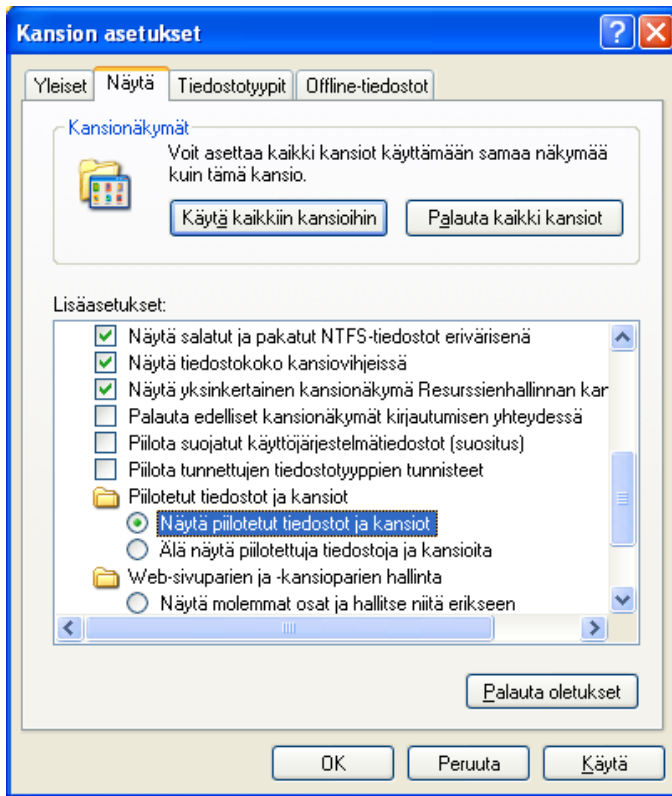 Kansion asetukset
Yleiset Näytä Tiedostotyypit Offline-tiedostot
Kansionäkymät
Voit asettaa kaikki kansiot käyttämään samaa näkymää
kuin tämä kansio.
Käytä kaikkiin kansioihin Palauta kaikki kansiot
Lisäasetukset:
Näytä salatut ja pakatut NTFS-tiedostot erivärisenä
Näytä tiedostokoko kansiovihjeissä
Näytä yksinkertainen kansionäkymä Resurssienhallinnan kan
Palauta edelliset kansionäkymät kirjautumisen yhteydessä
Piilota suojatut käyttöjärjestelmätiedostot (suositus)
Piilota tunnettujen tiedostotyyppien tunnisteet
Piilotetut tiedostot ja kansiot
Näytä piilotetut tiedostot ja kansiot
Älä näytä piilotettuja tiedostoja ja kansioita
Web-sivuparien ja -kansioparien hallinta
Näytä molemmat osat ja hallitse niitä erikseen
Palauta oletukset
OK Peruuta Käytä